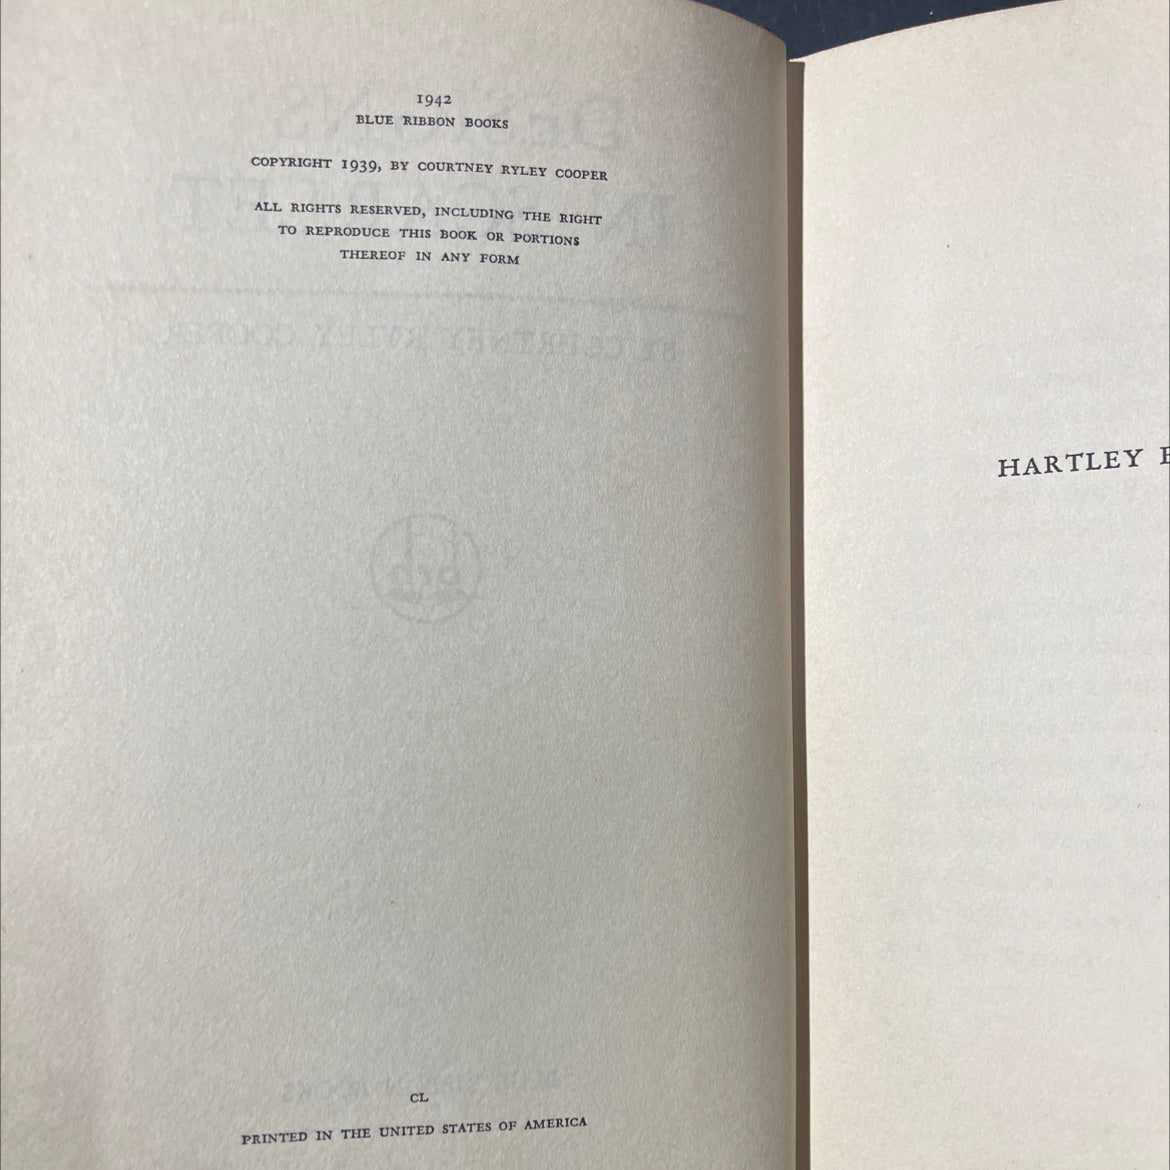 1942
BLUE RIBBON BOOKS
COPYRIGHT 1939, BY COURTNEY RYLEY COOPER
ALL RIGHTS RESERVED, INCLUDING THE RIGHT
TO REPRODUCE THIS BOOK OR PORTIONS
THEREOF IN ANY FORM
CL
PRINTED IN THE UNITED STATES OF AMERICA
HARTLEY